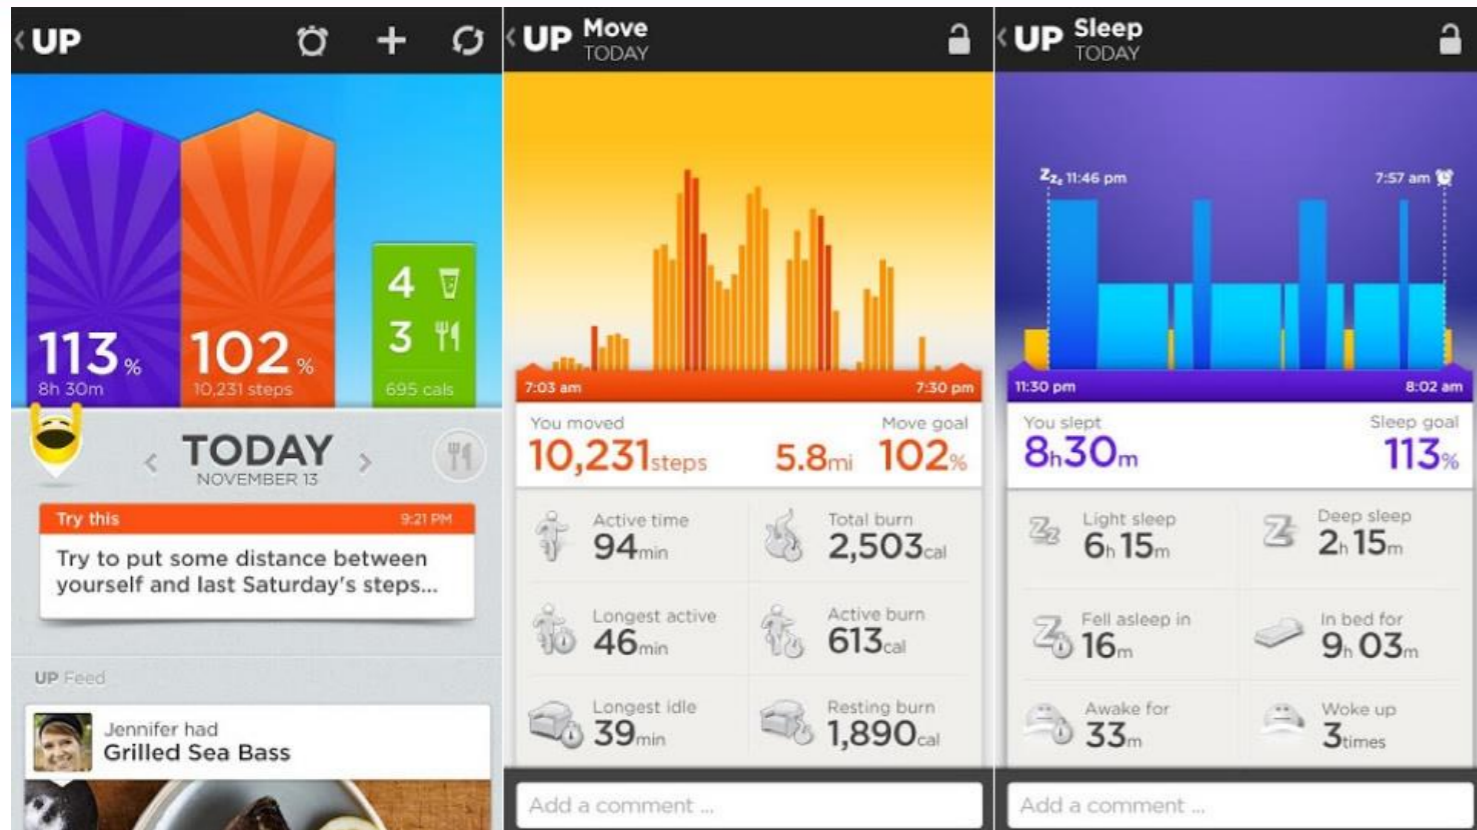 UP
113%
8h 30m
102%
10,231 steps
4
3
695 cals
TODAY
NOVEMBER 13
Try this 9:21 PM
Try to put some distance between
yourself and last Saturday's steps...
UP Feed
Jennifer had
Grilled Sea Bass
UP Move
TODAY
7:03 am 7:30 pm
You moved Move goal
10,231 steps 5.8mi 102%
Active time Total burn
94min 2,503cal
Longest active Active burn
46min 613cal
Longest idle Resting burn
39min 1,890cal
Add a comment ...
UP Sleep
TODAY
Zzz 11:46 pm 7:57 am
11:30 pm 8:02 am
You slept Sleep goal
8h30m 113%
Light sleep Deep sleep
6h 15m 2h 15m
Fell asleep in In bed for
16m 9h 03m
Awake for Woke up
33m 3times
Add a comment ...